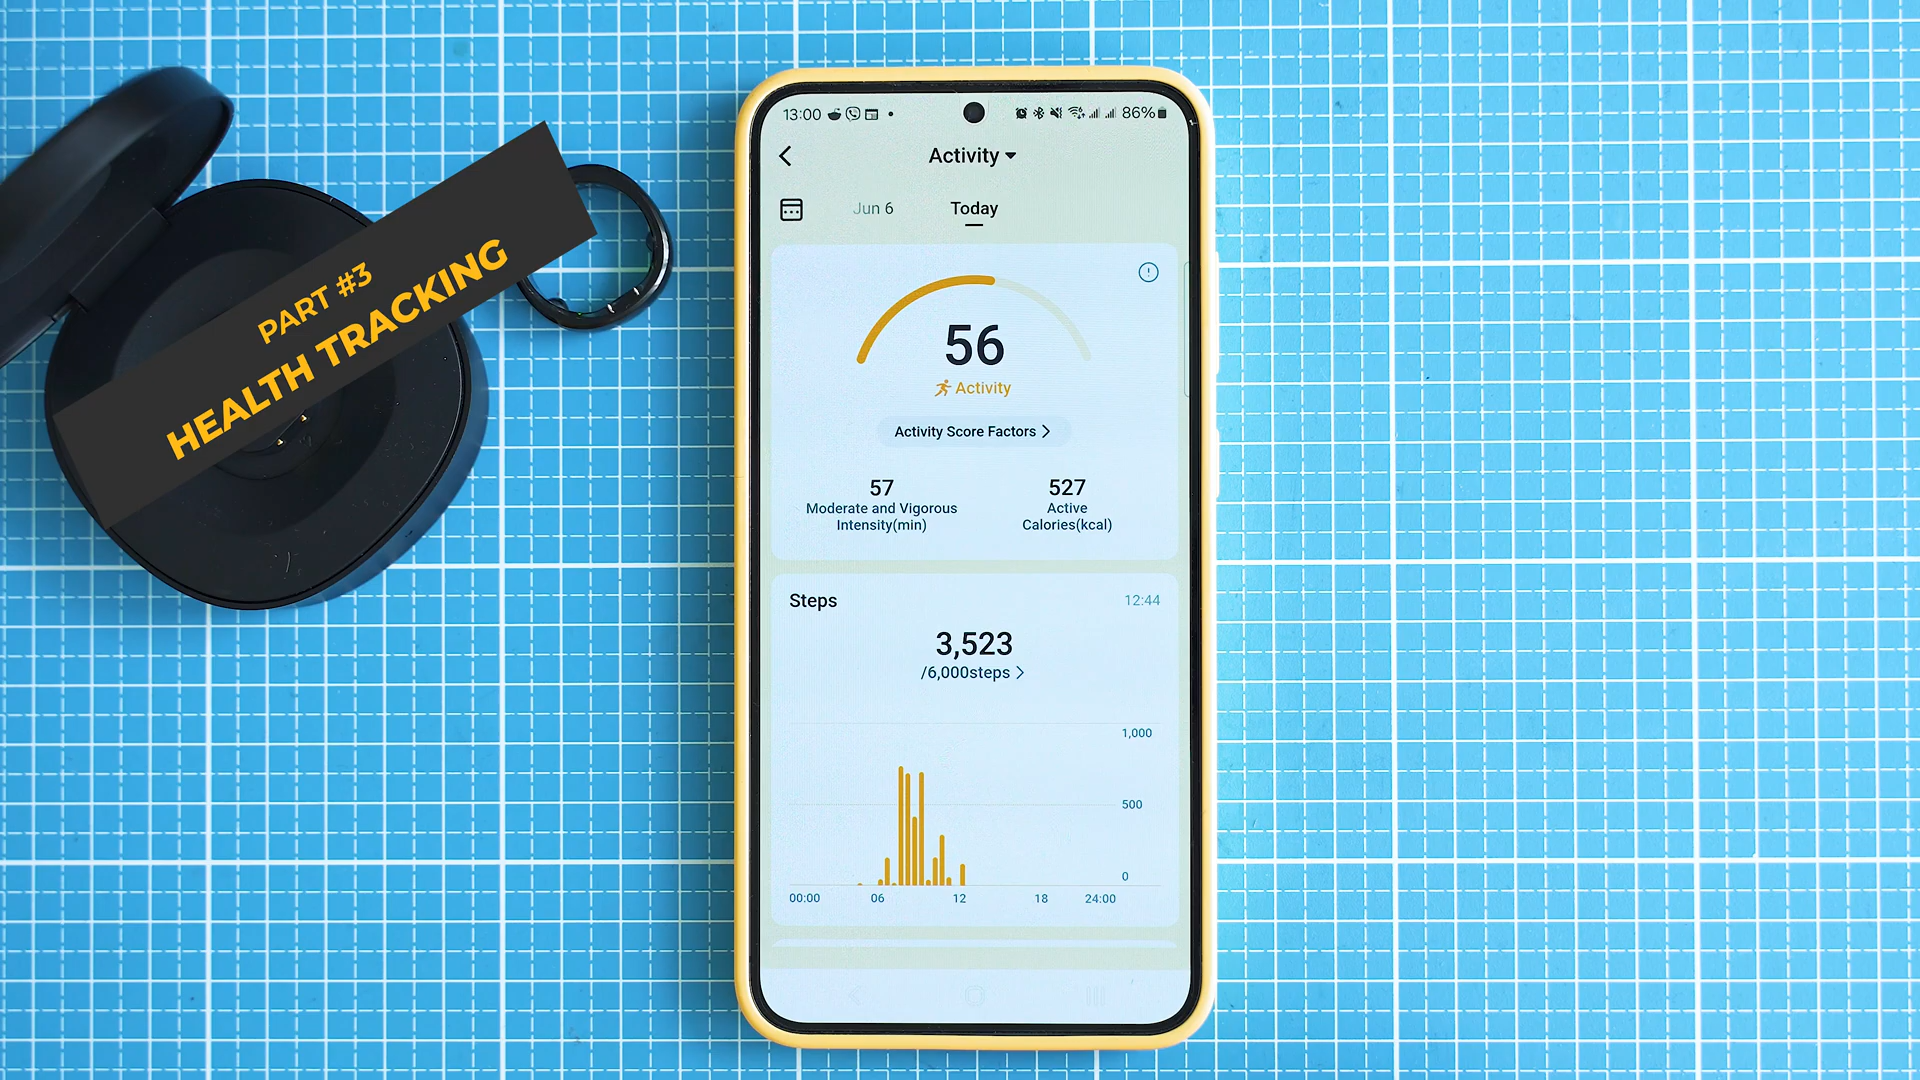 PART #3
HEALTH TRACKING
13:00
86%
Activity
Jun 6
Today
56
Activity
Activity Score Factors
57
Moderate and Vigorous
Intensity(min)
527
Active
Calories(kcal)
Steps
12:44
3,523
/6,000steps
1,000
500
0
00:00
06
12
18
24:00